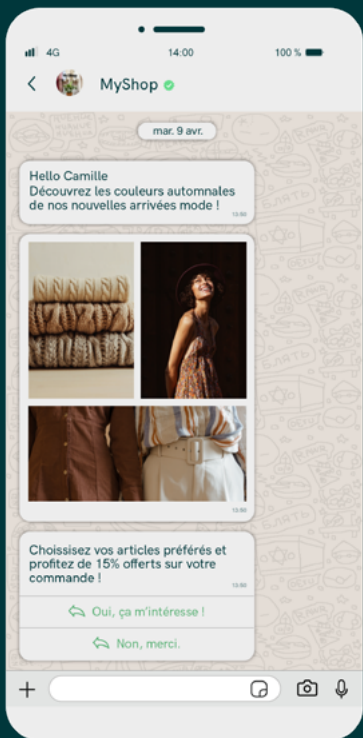 4G 14:00 100 %
MyShop
mar. 9 avr.
Hello Camille
Découvrez les couleurs automnales
de nos nouvelles arrivées mode !
13:50
13:50
Choissisez vos articles préférés et
profitez de 15% offerts sur votre
commande !
13:50
Oui, ça m'intéresse !
Non, merci.